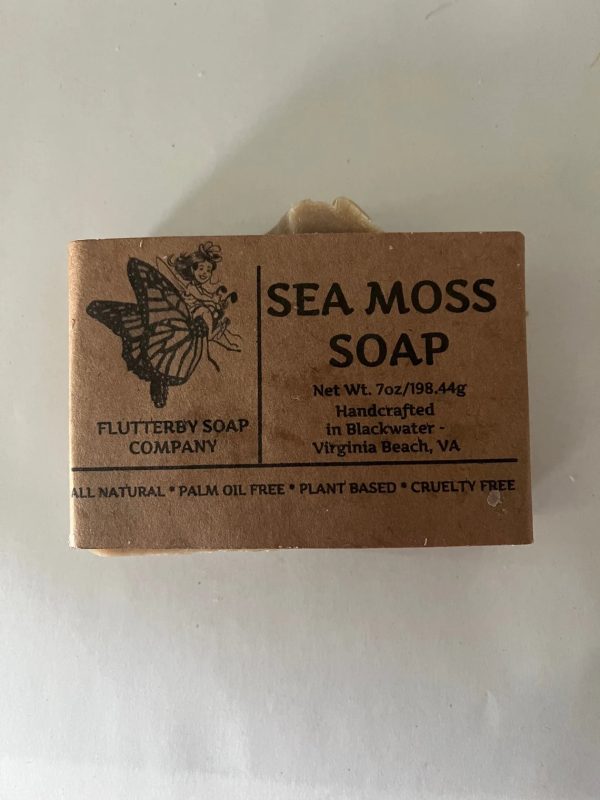 SEA MOSS
SOAP
Net Wt. 7oz/198.44g
Handcrafted
in Blackwater -
Virginia Beach, VA
FLUTTERBY SOAP
COMPANY
ALL NATURAL * PALM OIL FREE * PLANT BASED * CRUELTY FREE